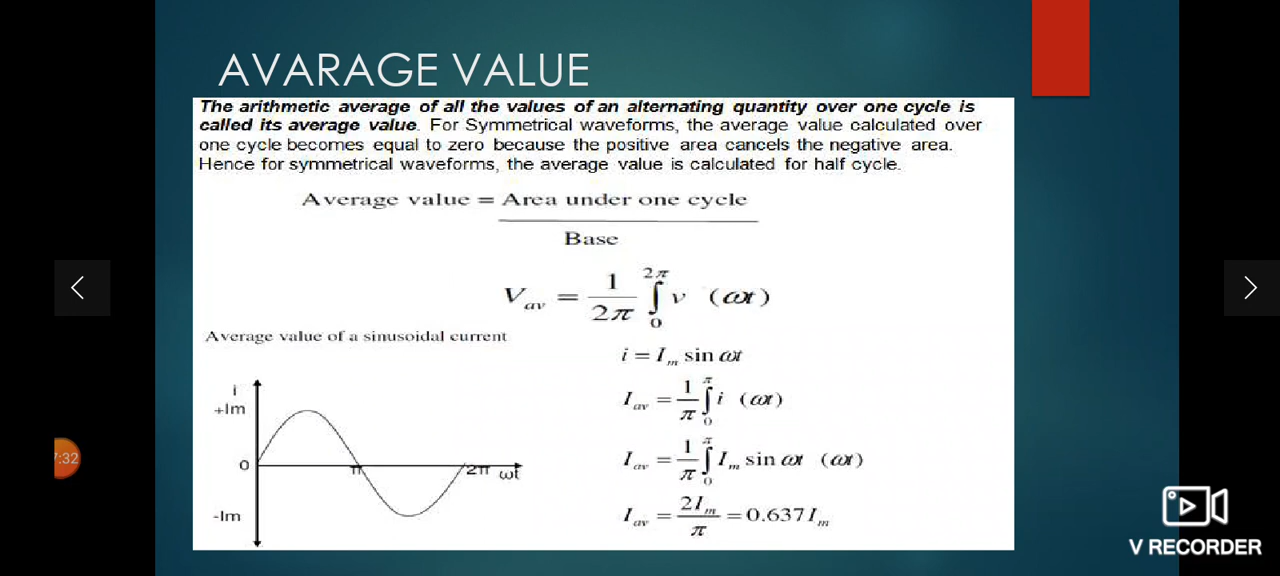 AVARAGE VALUE
The arithmetic average of all the values of an alternating quantity over one cycle is
called its average value. For Symmetrical waveforms, the average value calculated over
one cycle becomes equal to zero because the positive area cancels the negative area.
Hence for symmetrical waveforms, the average value is calculated for half cycle.
Average value = Area under one cycle
Base
V_av = 1/2π ∫_0^2π v (ωt)
Average value of a sinusoidal current
i = I_m sin ωt
I_av = 1/π ∫_0^π i (ωt)
I_av = 1/π ∫_0^π I_m sin ωt (ωt)
I_av = 2I_m/π = 0.637 I_m
i
+Im
0
π 2π ωt
-Im
:32
V RECORDER